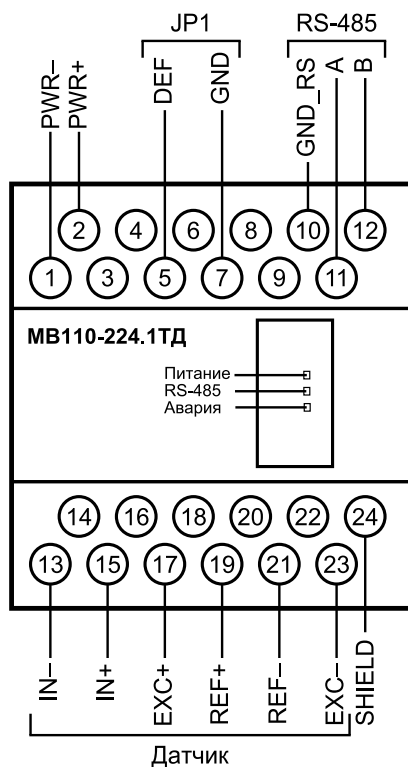 JP1
RS-485
PWR–
PWR+
DEF
GND
GND_RS
A
B
2
4
6
8
10
12
1
3
5
7
9
11
МВ110-224.1ТД
Питание
RS-485
Авария
14
16
18
20
22
24
13
15
17
19
21
23
IN–
IN+
EXC+
REF+
REF–
EXC–
SHIELD
Датчик